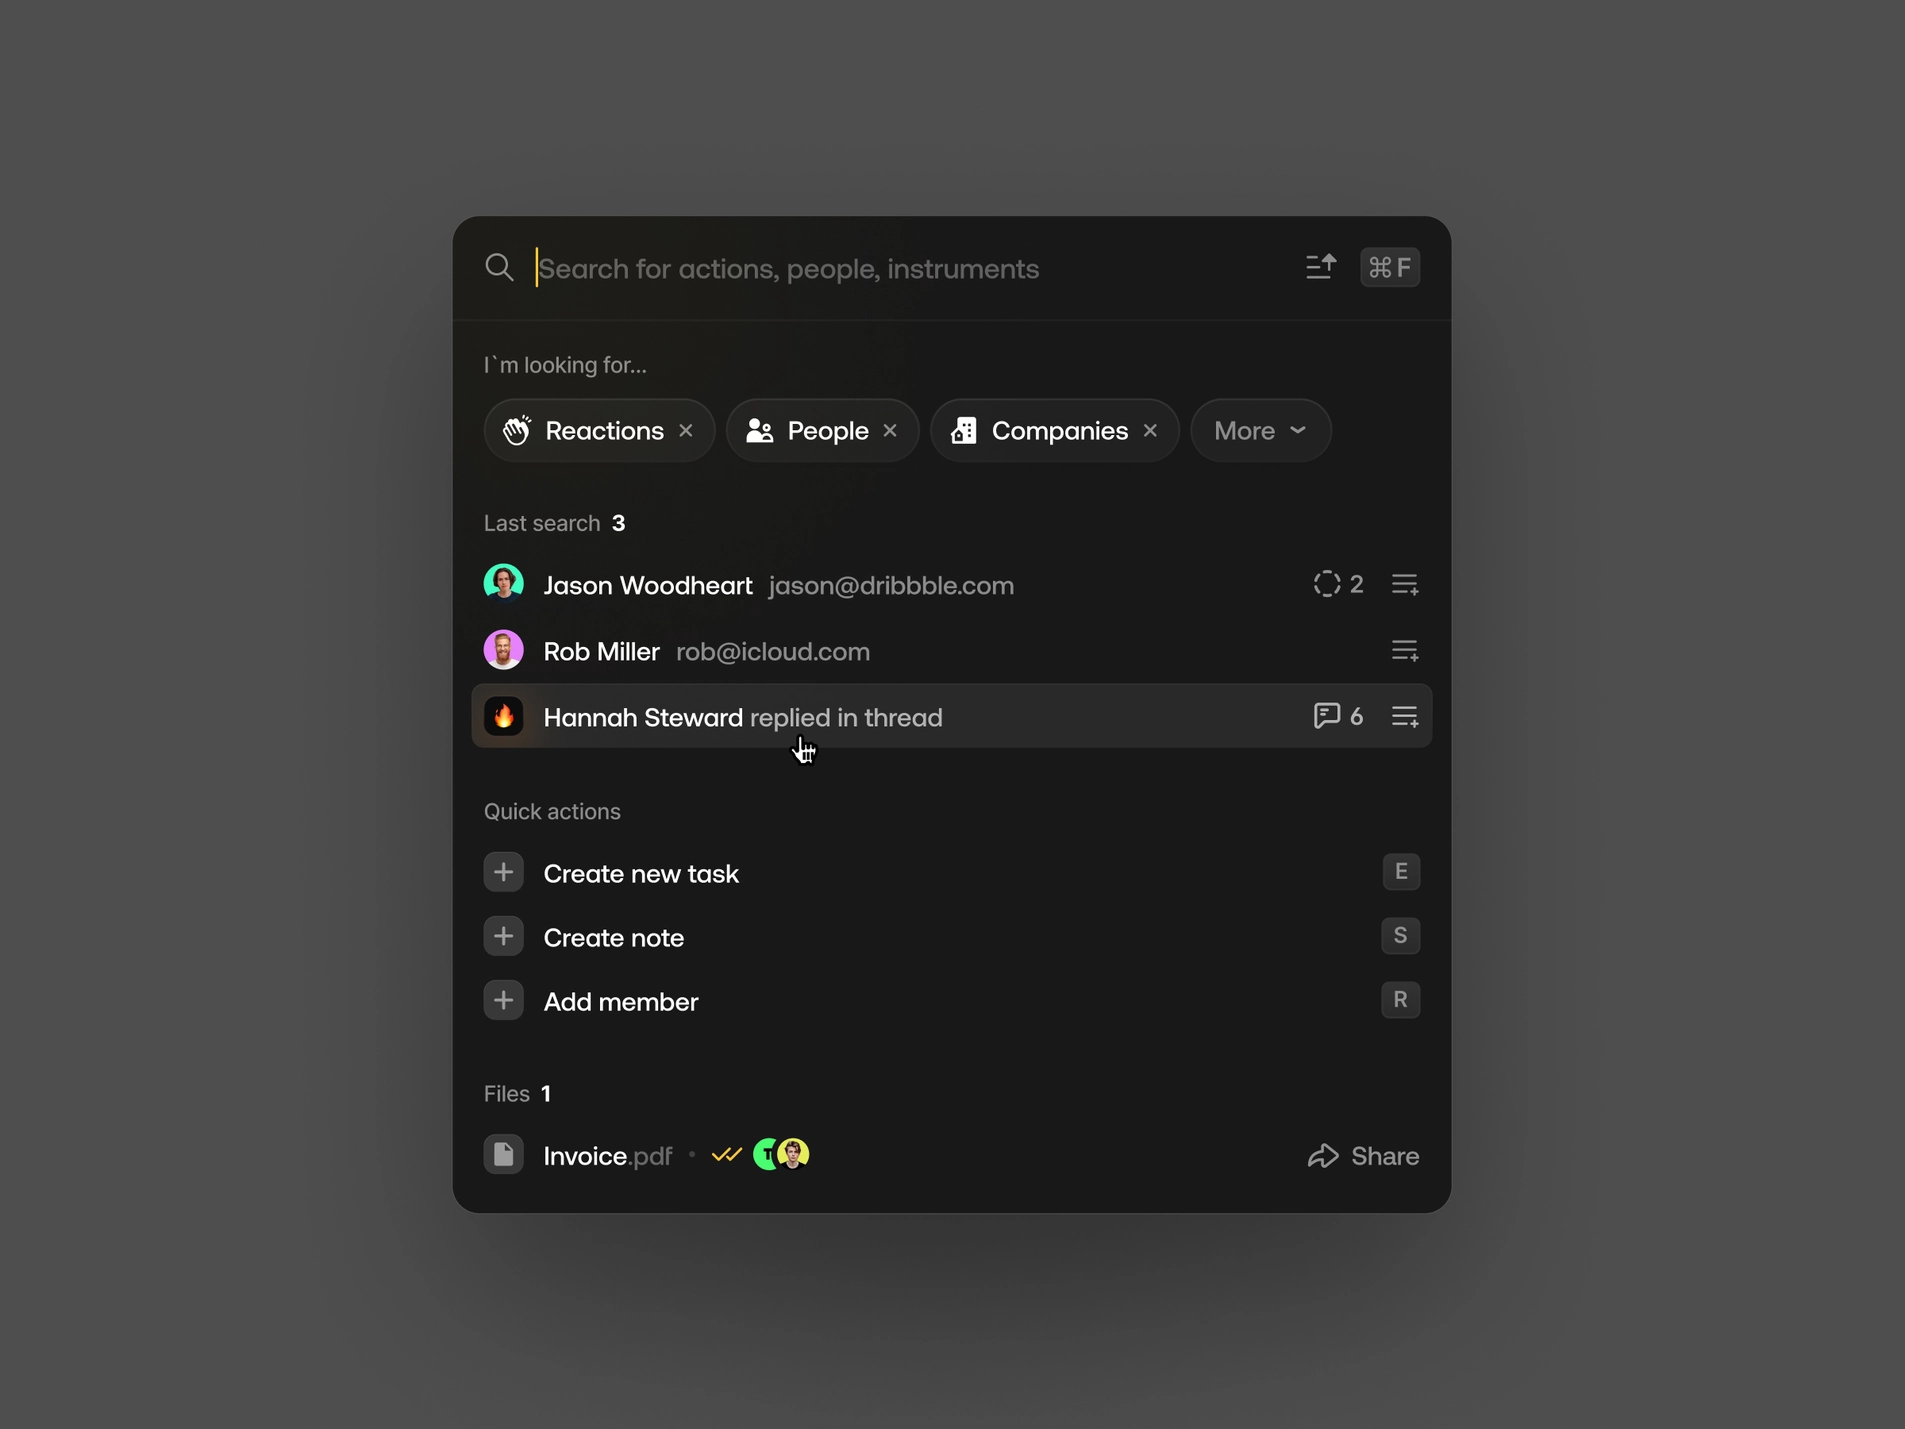 Search for actions, people, instruments ⌘ F
I`m looking for...
Reactions People Companies More
Last search 3
Jason Woodheart jason@dribbble.com 2
Rob Miller rob@icloud.com
Hannah Steward replied in thread 6
Quick actions
Create new task E
Create note S
Add member R
Files 1
Invoice.pdf • T Share